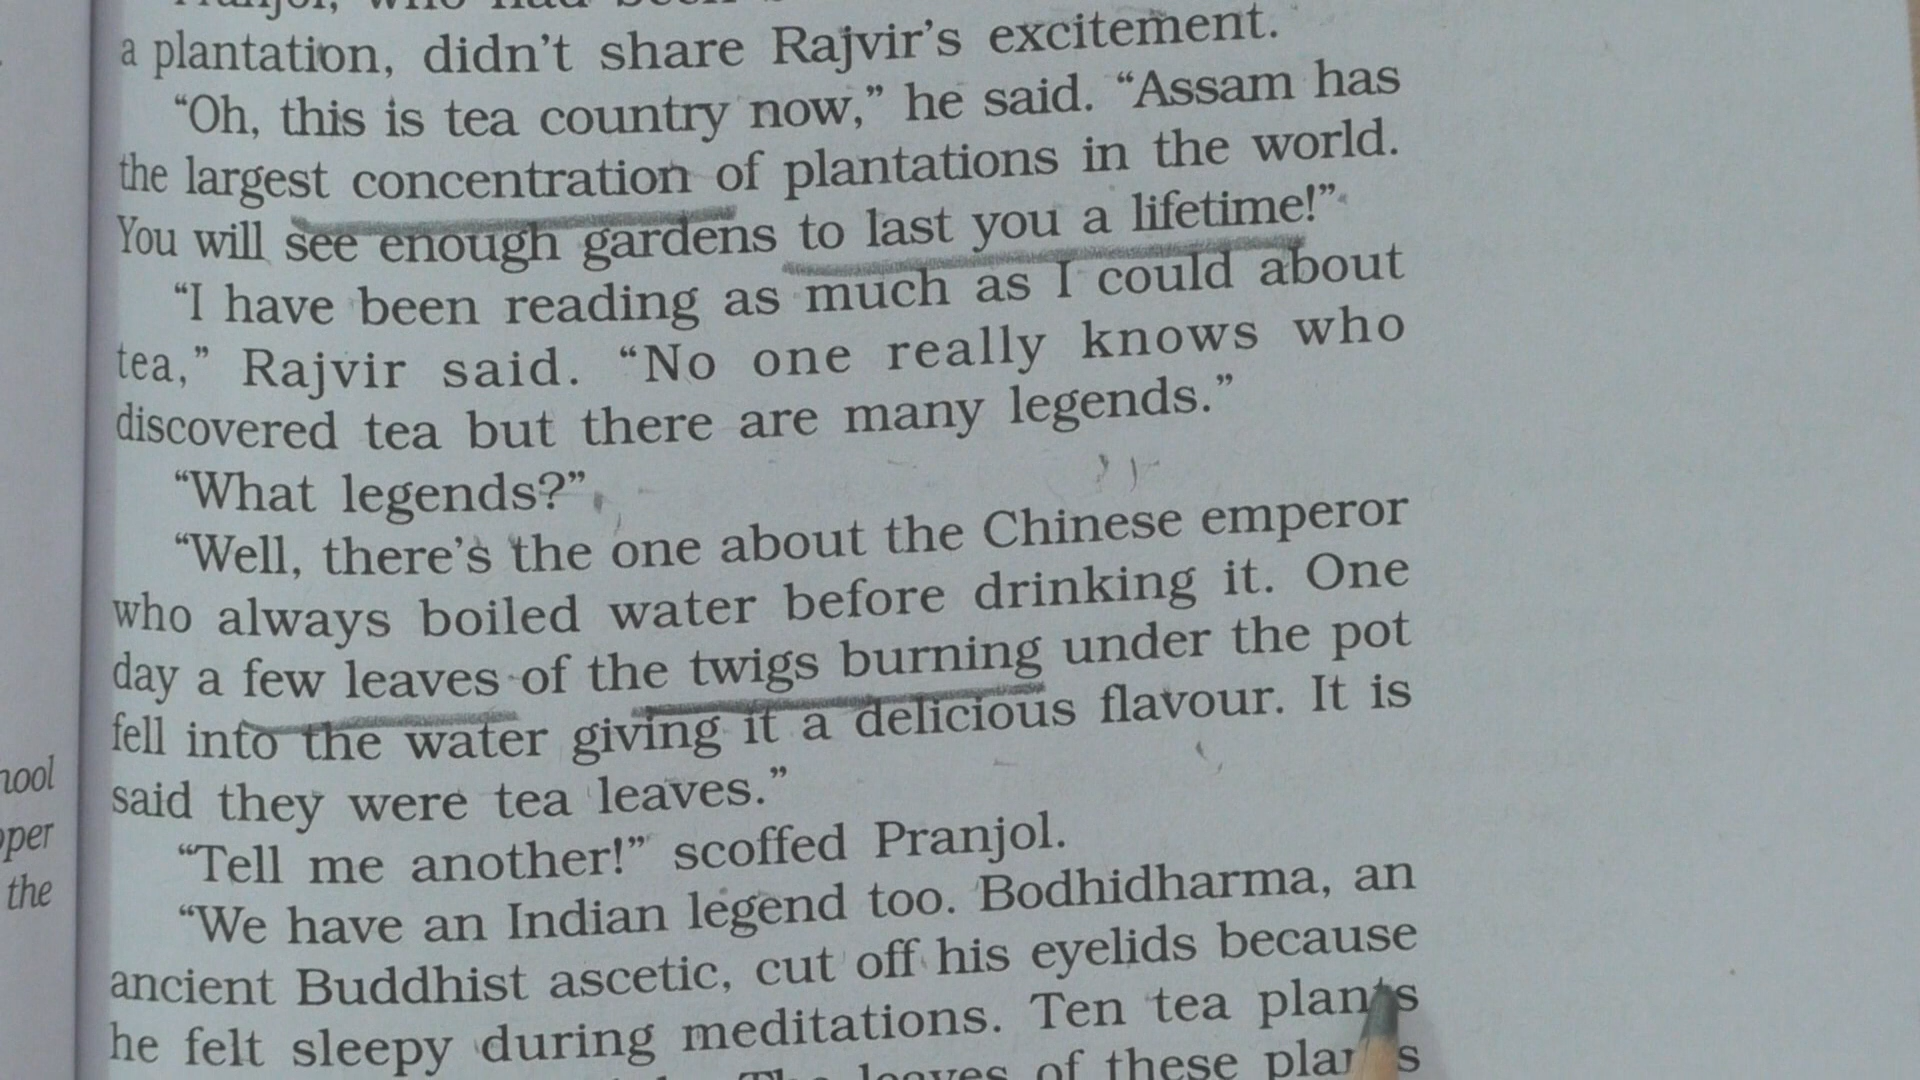 a plantation, didn't share Rajvir's excitement.
“Oh, this is tea country now,” he said. “Assam has
the largest concentration of plantations in the world.
You will see enough gardens to last you a lifetime!”
“I have been reading as much as I could about
tea,” Rajvir said. “No one really knows who
discovered tea but there are many legends.”
“What legends?”
“Well, there's the one about the Chinese emperor
who always boiled water before drinking it. One
day a few leaves of the twigs burning under the pot
fell into the water giving it a delicious flavour. It is
said they were tea leaves.”
“Tell me another!” scoffed Pranjol.
“We have an Indian legend too. Bodhidharma, an
ancient Buddhist ascetic, cut off his eyelids because
he felt sleepy during meditations. Ten tea plants
leaves of these plants
the